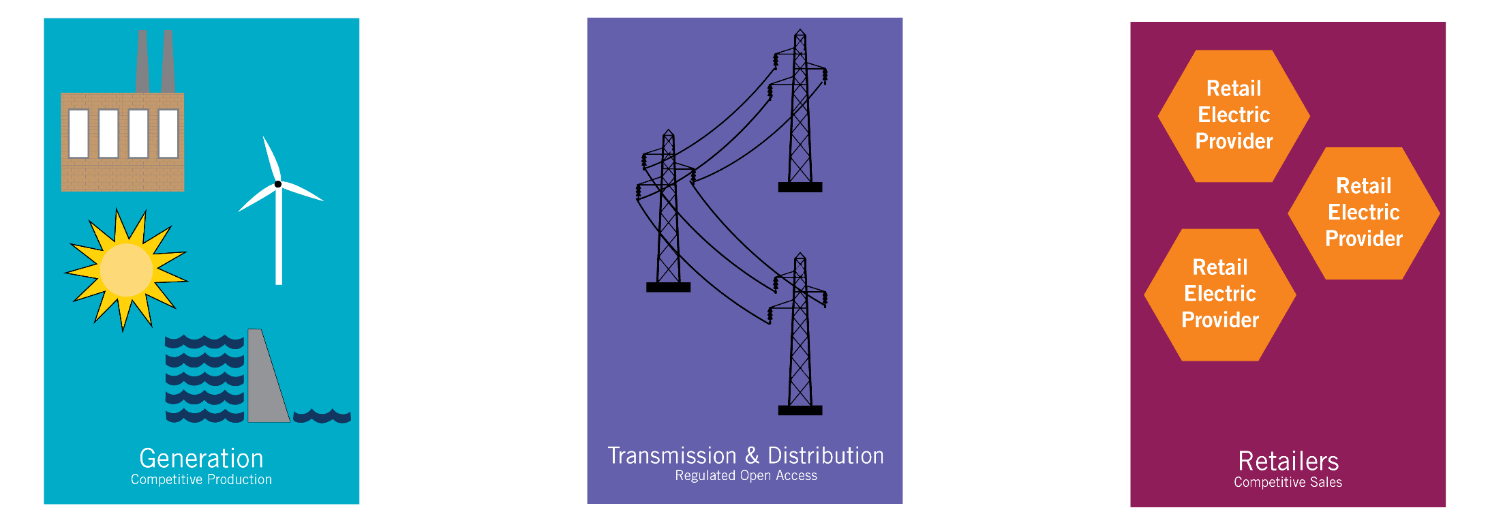 Generation
Competitive Production
Transmission & Distribution
Regulated Open Access
Retail
Electric
Provider
Retail
Electric
Provider
Retail
Electric
Provider
Retailers
Competitive Sales